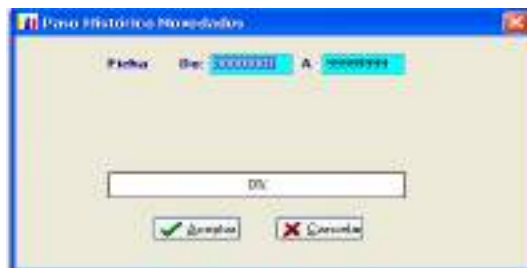 Paso Histórico Novedades
Ficha De: 00000000 A 99999999
0%
Aceptar Cancelar